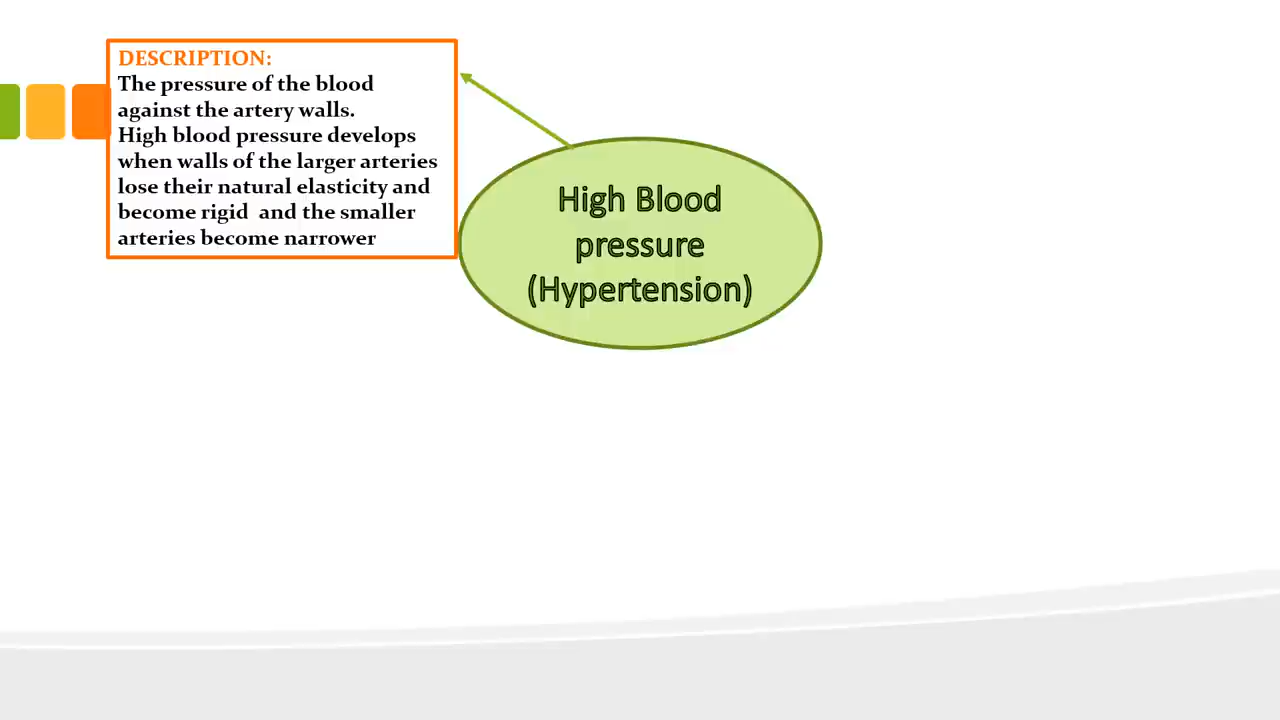 DESCRIPTION:
The pressure of the blood
against the artery walls.
High blood pressure develops
when walls of the larger arteries
lose their natural elasticity and
become rigid  and the smaller
arteries become narrower
High Blood
pressure
(Hypertension)